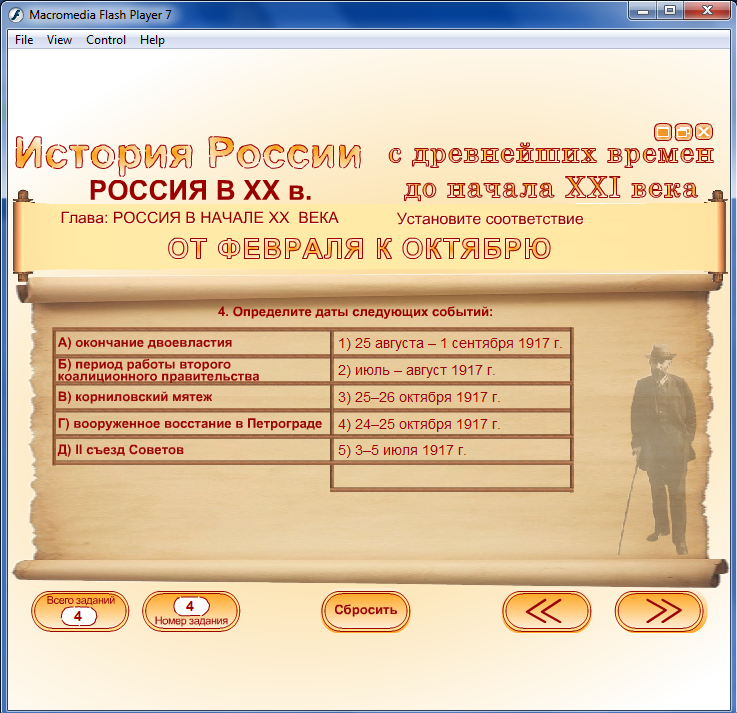 Macromedia Flash Player 7
File View Control Help
История России
с древнейших времен
до начала XXI века
РОССИЯ В XX в.
Глава: РОССИЯ В НАЧАЛЕ XX ВЕКА
Установите соответствие
ОТ ФЕВРАЛЯ К ОКТЯБРЮ
4. Определите даты следующих событий:
А) окончание двоевластия
1) 25 августа – 1 сентября 1917 г.
Б) период работы второго
коалиционного правительства
2) июль – август 1917 г.
В) корниловский мятеж
3) 25–26 октября 1917 г.
Г) вооруженное восстание в Петрограде
4) 24–25 октября 1917 г.
Д) II съезд Советов
5) 3–5 июля 1917 г.
Всего заданий
4
4
Номер задания
Сбросить